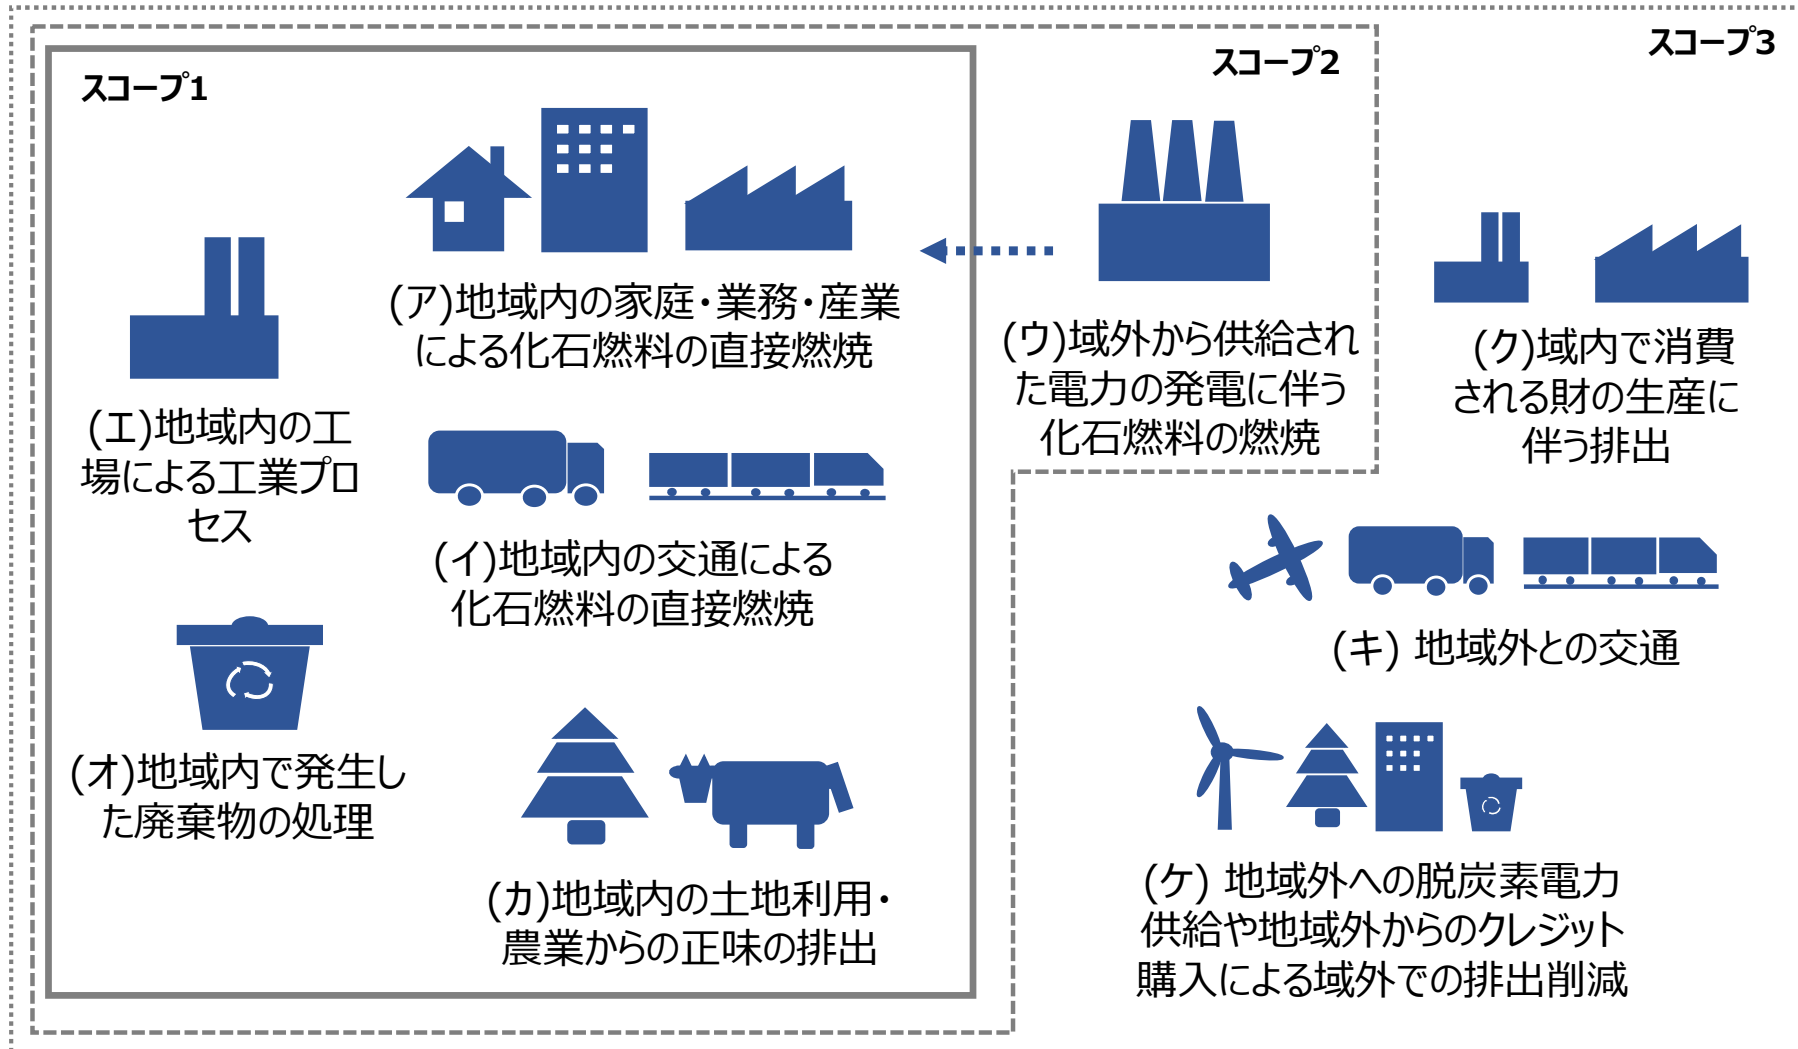 スコープ1
スコープ2
スコープ3
(ア)地域内の家庭・業務・産業
による化石燃料の直接燃焼
(イ)地域内の交通による
化石燃料の直接燃焼
(ウ)域外から供給され
た電力の発電に伴う
化石燃料の燃焼
(エ)地域内の工
場による工業プロ
セス
(オ)地域内で発生し
た廃棄物の処理
(カ)地域内の土地利用・
農業からの正味の排出
(ク)域内で消費
される財の生産に
伴う排出
(キ) 地域外との交通
(ケ) 地域外への脱炭素電力
供給や地域外からのクレジット
購入による域外での排出削減